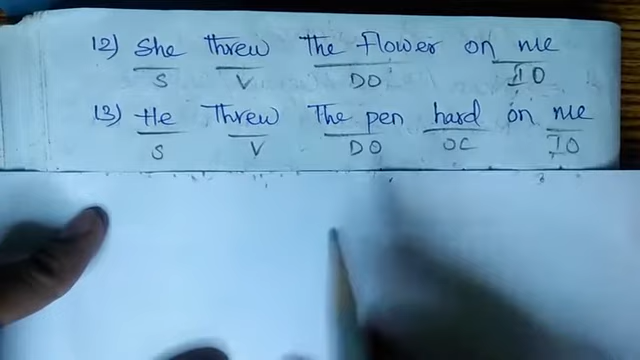 12) She threw the flower on me
S V DO IO
13) He threw The pen hard on me
S V DO OC IO